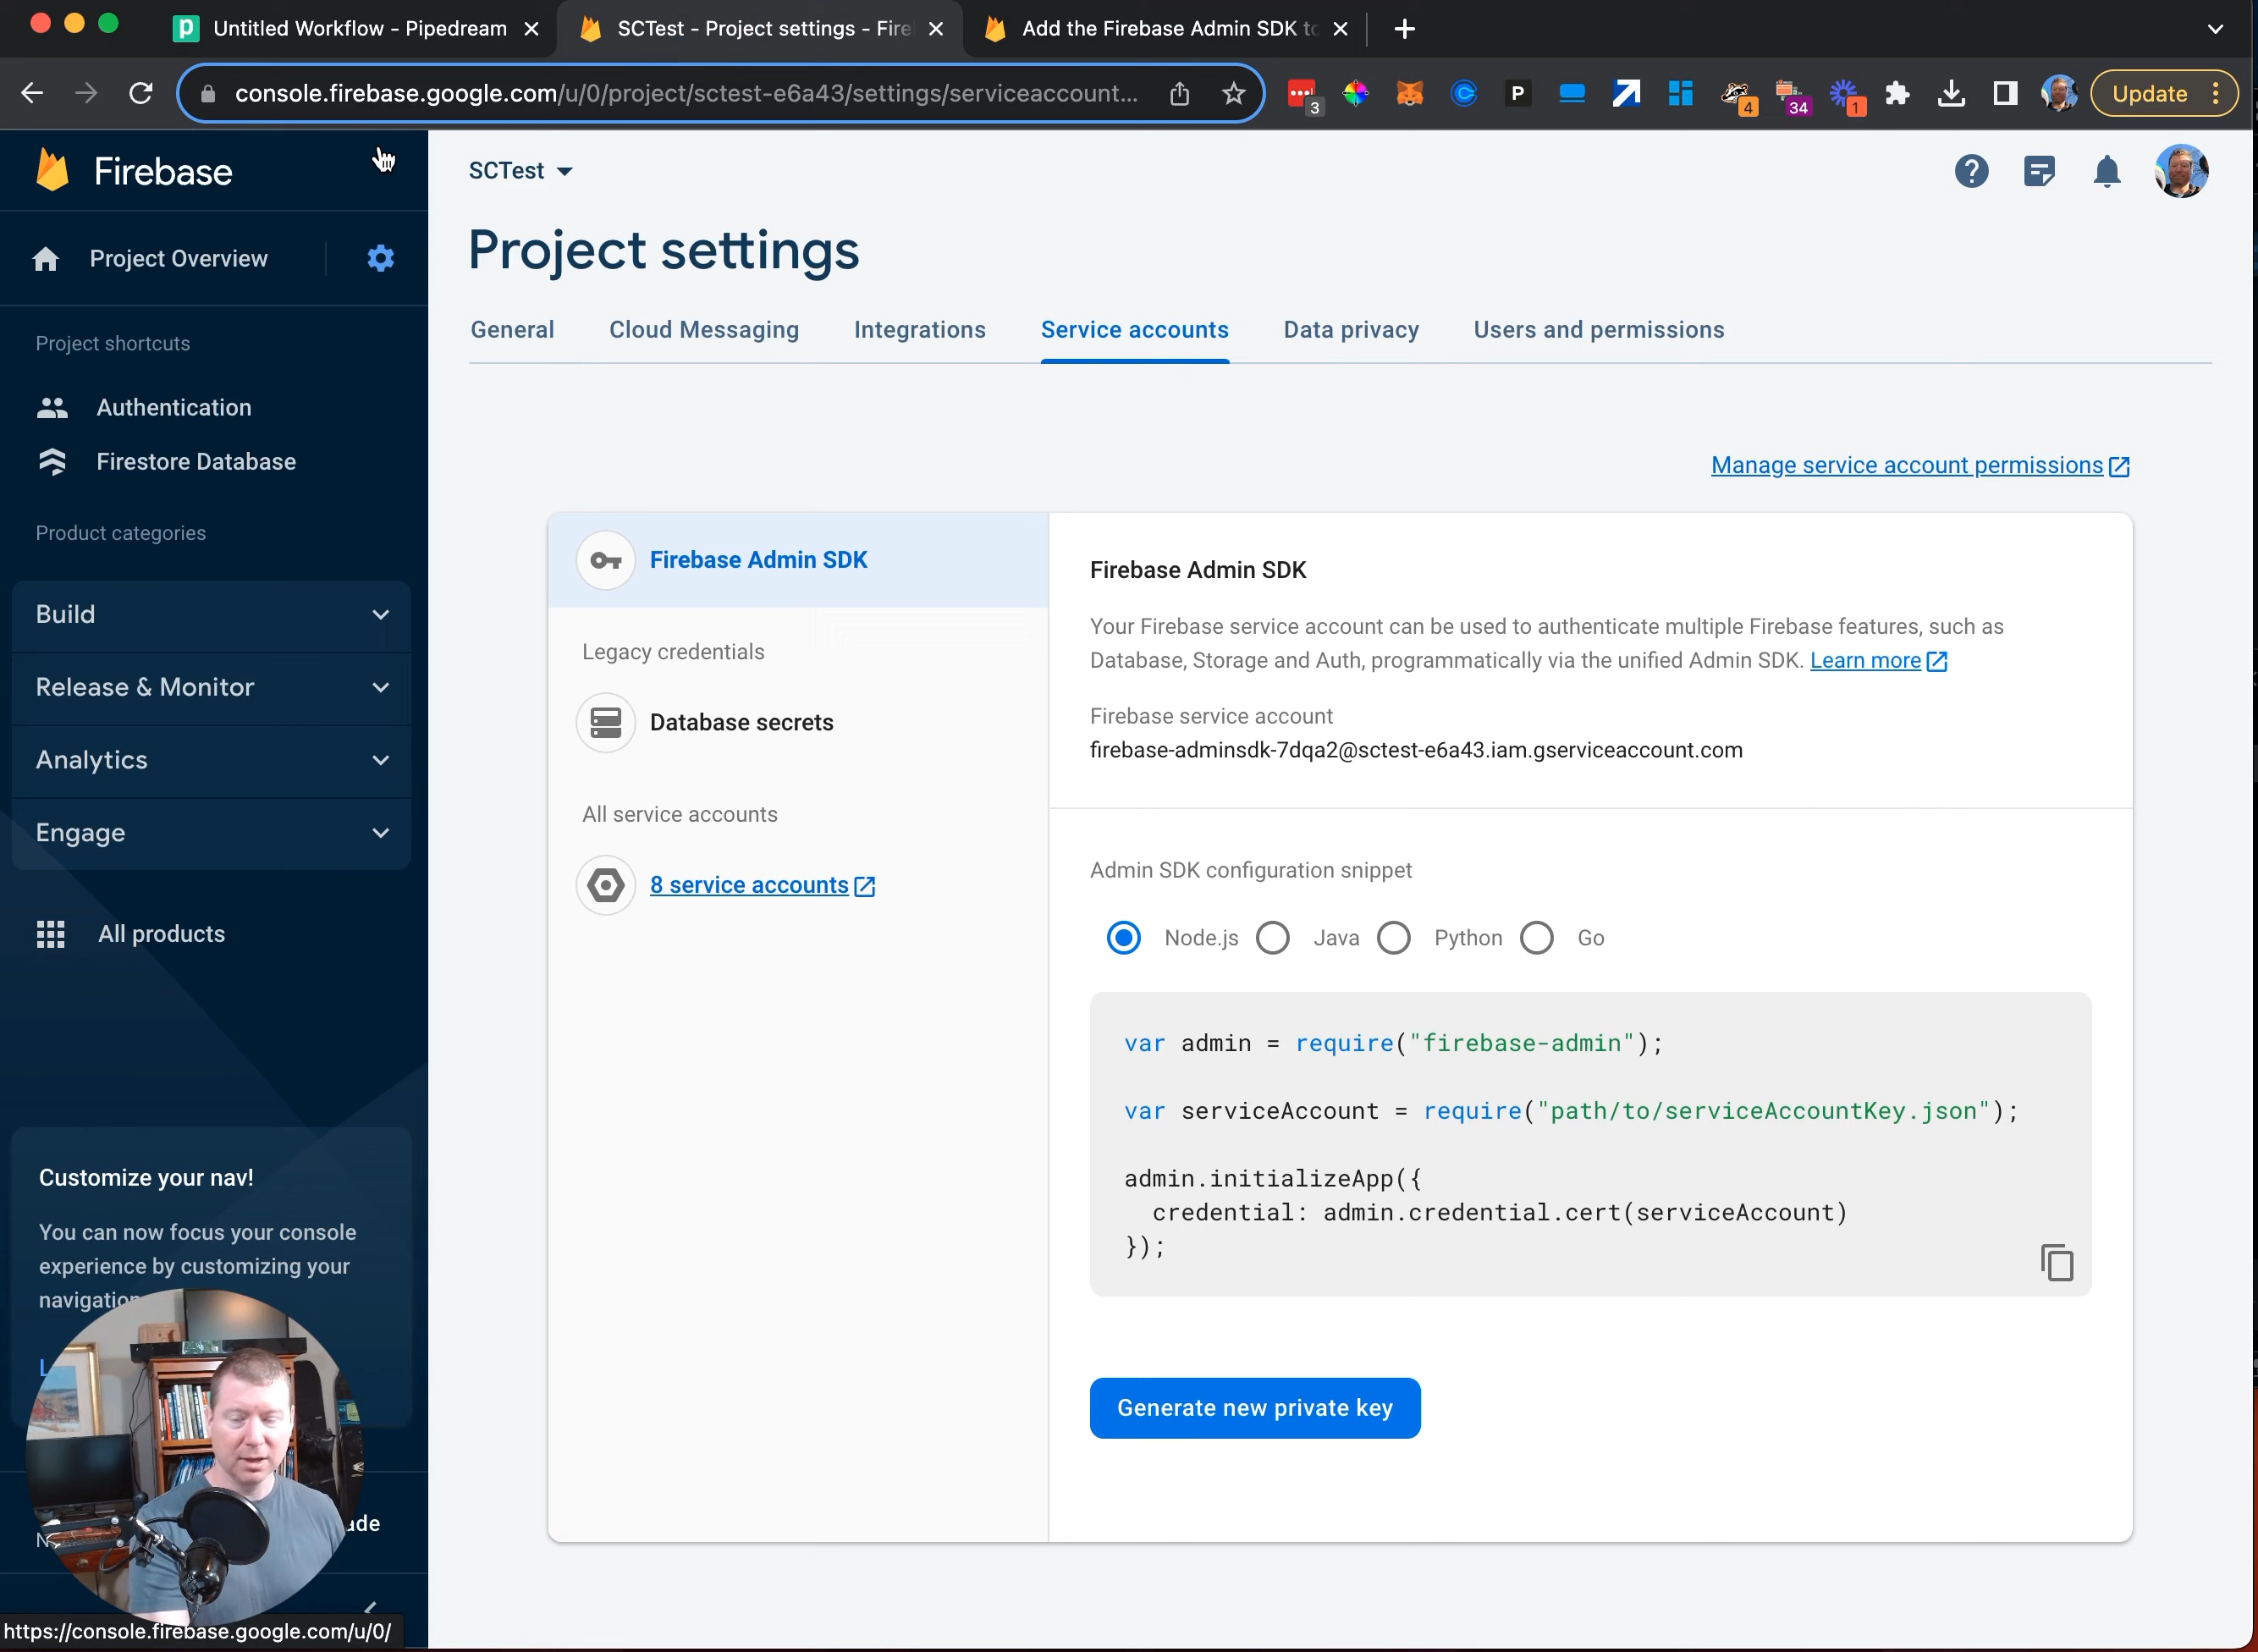 Untitled Workflow - Pipedream
SCTest - Project settings - Fire
Add the Firebase Admin SDK to
console.firebase.google.com/u/0/project/sctest-e6a43/settings/serviceaccount...
3
P
4
34
1
Update
Firebase
SCTest
Project settings
Project Overview
General Cloud Messaging Integrations Service accounts Data privacy Users and permissions
Project shortcuts
Authentication
Firestore Database
Product categories
Build
Release & Monitor
Analytics
Engage
All products
Customize your nav!
You can now focus your console
experience by customizing your
navigation
Manage service account permissions
Firebase Admin SDK
Legacy credentials
Database secrets
All service accounts
8 service accounts
Firebase Admin SDK
Your Firebase service account can be used to authenticate multiple Firebase features, such as
Database, Storage and Auth, programmatically via the unified Admin SDK. Learn more
Firebase service account
firebase-adminsdk-7dqa2@sctest-e6a43.iam.gserviceaccount.com
Admin SDK configuration snippet
Node.js Java Python Go
var admin = require("firebase-admin");
var serviceAccount = require("path/to/serviceAccountKey.json");
admin.initializeApp({
credential: admin.credential.cert(serviceAccount)
});
Generate new private key
https://console.firebase.google.com/u/0/